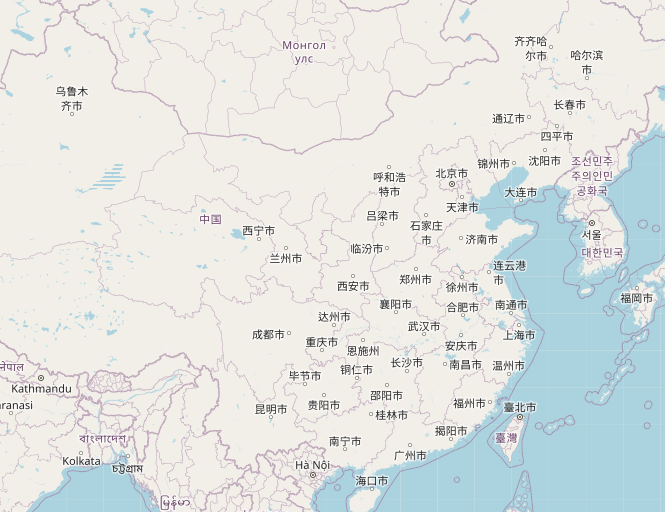 Монгол
улс
齐齐哈
尔市
哈尔滨
市
乌鲁木
齐市
长春市
通辽市
四平市
沈阳市
锦州市
조선민주
주의인민
공화국
呼和浩
特市
北京市
大连市
天津市
中国
吕梁市
石家庄
市
西宁市
서울
济南市
临汾市
대한민국
兰州市
连云港
市
郑州市
西安市
徐州市
福岡市
襄阳市
合肥市
南通市
达州市
武汉市
成都市
上海市
重庆市
安庆市
恩施州
长沙市
南昌市
温州市
नेपाल
铜仁市
毕节市
Kathmandu
邵阳市
aranasi
贵阳市
福州市
臺北市
昆明市
桂林市
揭阳市
বাংলাদেশ
南宁市
臺灣
广州市
Kolkata
Hà Nội
চট্টগ্রাম
海口市
မြန်မာ